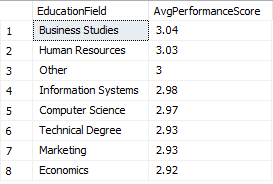 EducationField AvgPerformanceScore
1 Business Studies 3.04
2 Human Resources 3.03
3 Other 3
4 Information Systems 2.98
5 Computer Science 2.97
6 Technical Degree 2.93
7 Marketing 2.93
8 Economics 2.92